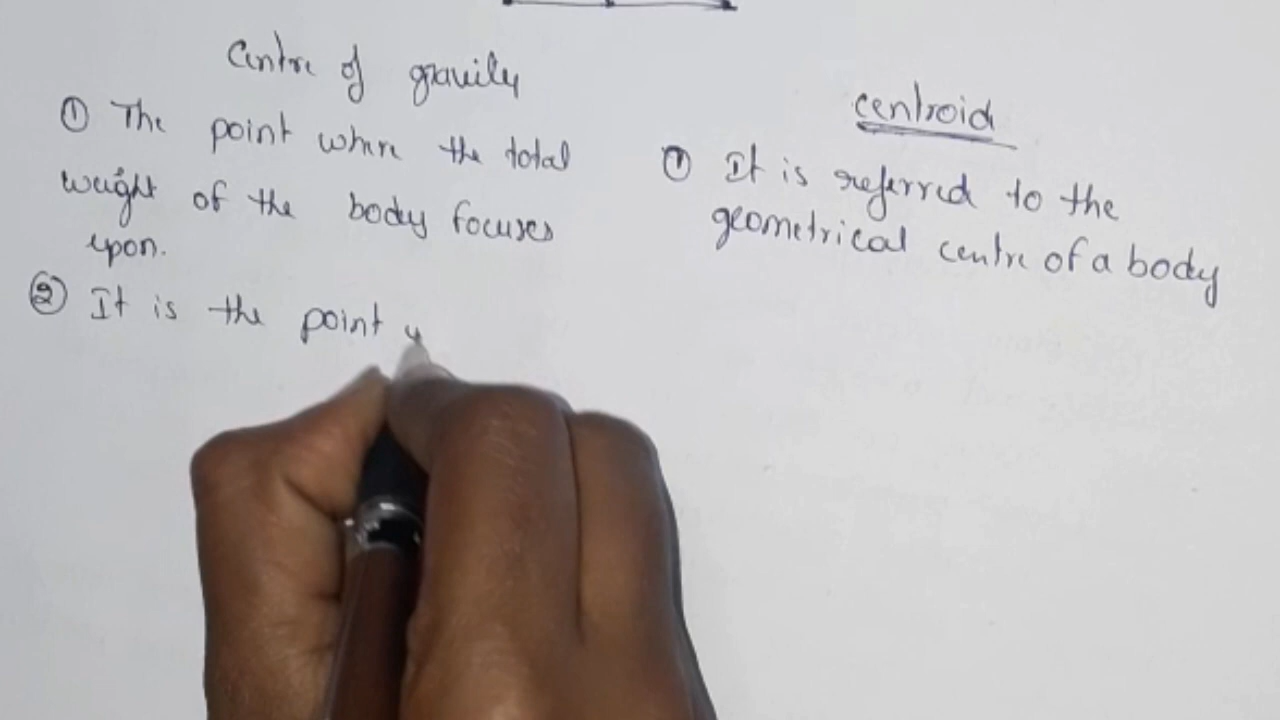 Centre of gravity
① The point where the total
weight of the body focuses
upon.
② It is the point
centroid
① It is referred to the
geometrical centre of a body